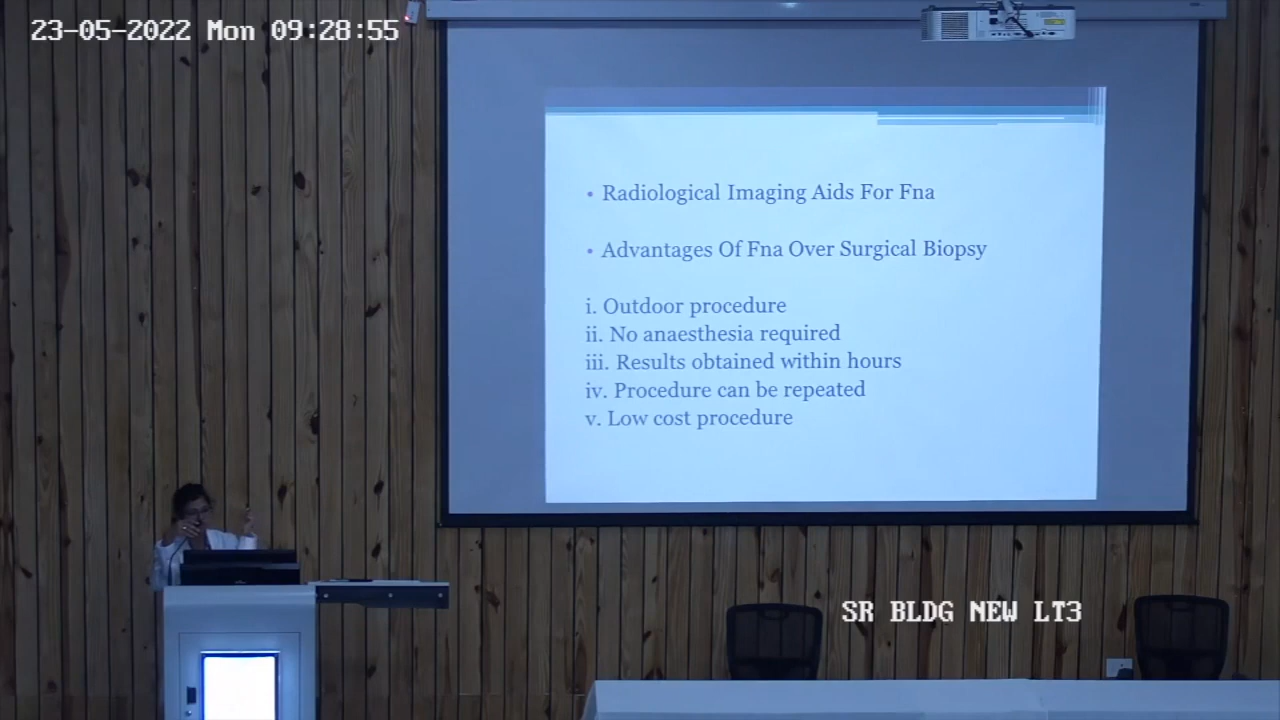 23-05-2022 Mon 09:28:55
• Radiological Imaging Aids For Fna
• Advantages Of Fna Over Surgical Biopsy
i. Outdoor procedure
ii. No anaesthesia required
iii. Results obtained within hours
iv. Procedure can be repeated
v. Low cost procedure
SR BLDG NEW LT3